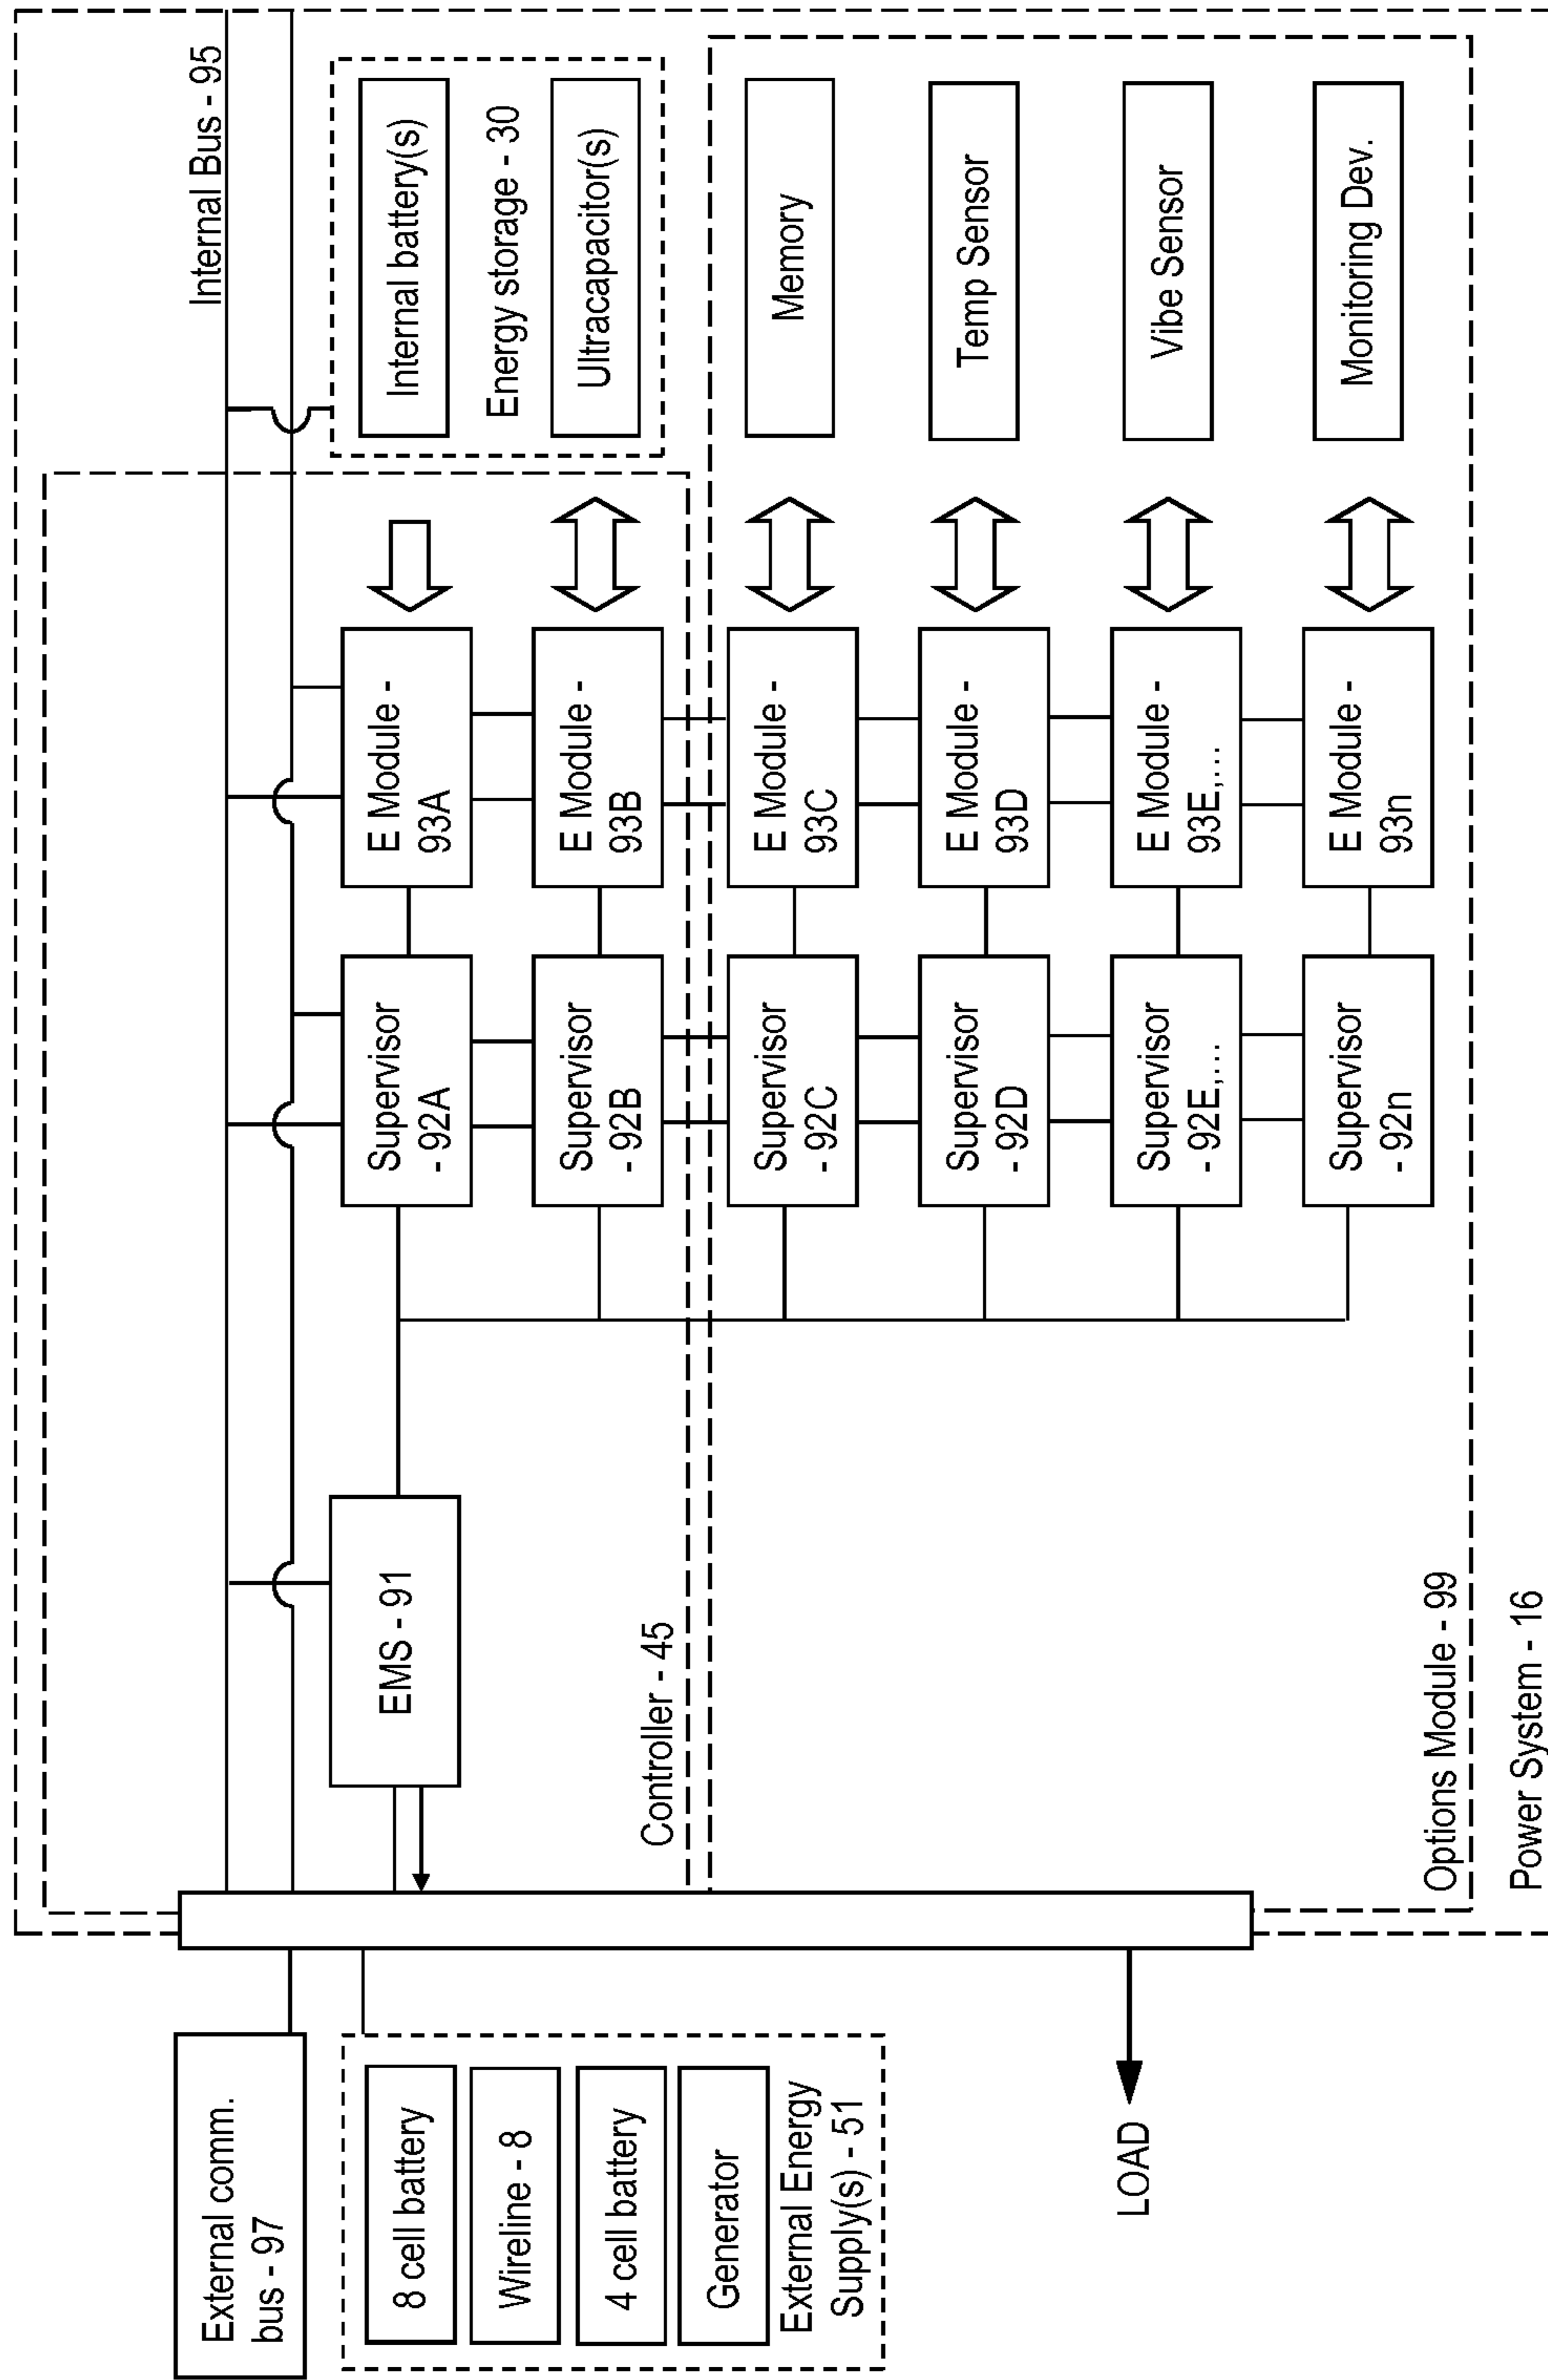 External comm.
bus - 97
8 cell battery
Wireline - 8
4 cell battery
Generator
External Energy
Supply(s) - 51
LOAD
Internal Bus - 95
EMS - 91
Controller - 45
Supervisor
- 92A
Supervisor
- 92B
Supervisor
- 92C
Supervisor
- 92D
Supervisor
- 92E,...
Supervisor
- 92n
E Module -
93A
E Module -
93B
E Module -
93C
E Module -
93D
E Module -
93E,...
E Module -
93n
Internal battery(s)
Energy storage - 30
Ultracapacitor(s)
Memory
Temp Sensor
Vibe Sensor
Monitoring Dev.
Options Module - 99
Power System - 16